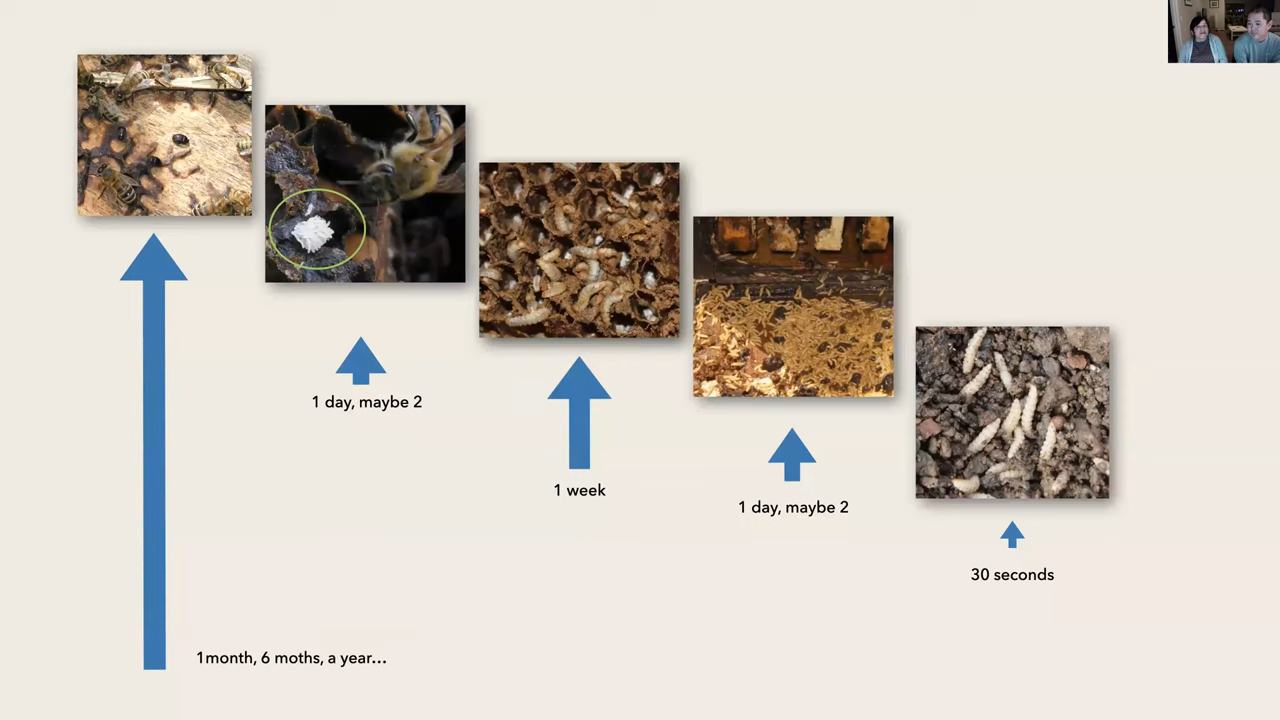 1 day, maybe 2
1 week
1 day, maybe 2
30 seconds
1month, 6 moths, a year...